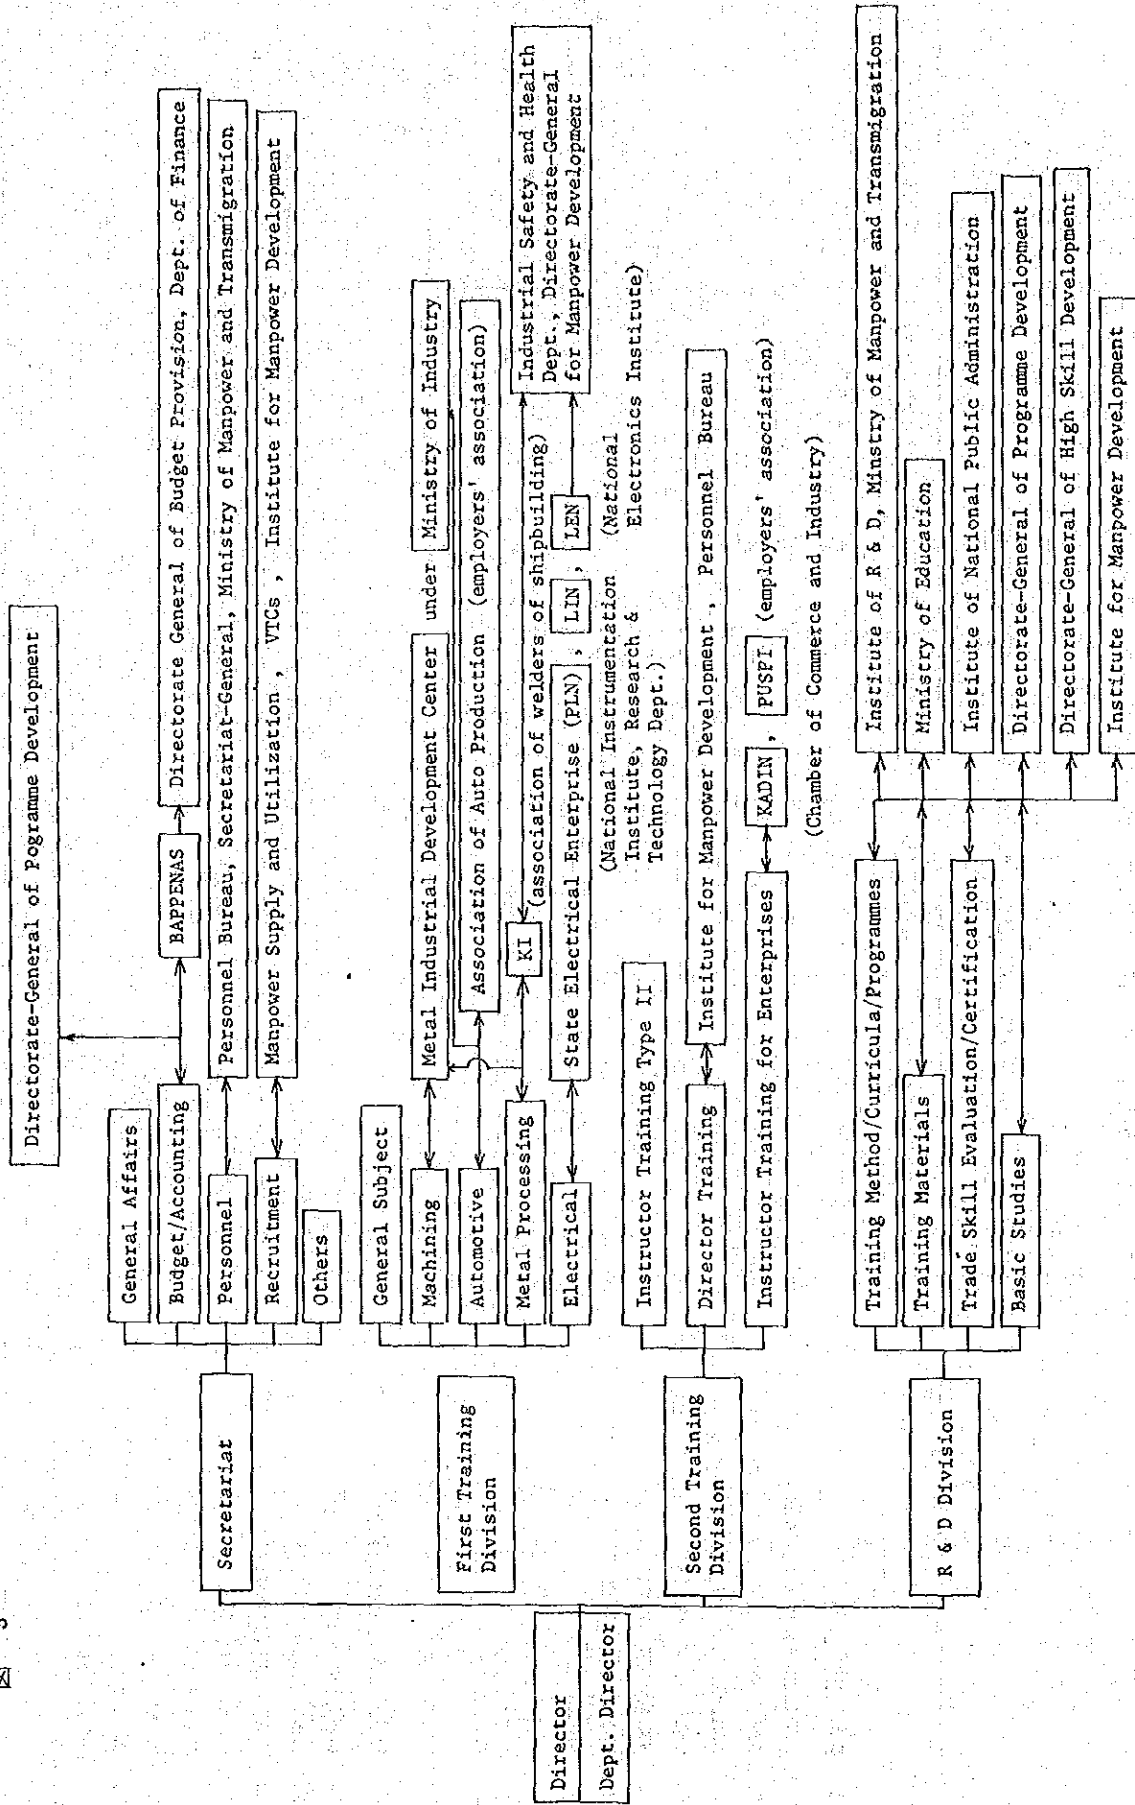 図 3
Directorate-General of Pogramme Development
General Affairs
Budget/Accounting
BAPPENAS
Directorate General of Budget Provision, Dept. of Finance
Personnel
Personnel Bureau, Secretariat-General, Ministry of Manpower and Transmigration
Recruitment
Manpower Supply and Utilization , VTCs , Institute for Manpower Development
Others
Secretariat
General Subject
Machining
Metal Industrial Development Center
under
Ministry of Industry
Automotive
Association of Auto Production (employers' association)
Metal Processing
KI
(association of welders of shipbuilding)
Industrial Safety and Health
Dept., Directorate-General
for Manpower Development
Electrical
State Electrical Enterprise (PLN) , LIN , LEN
(National Instrumentation
Institute, Research &
Technology Dept.)
(National
Electronics Institute)
First Training
Division
Director
Dept. Director
Instructor Training Type II
Director Training
Institute for Manpower Development , Personnel Bureau
Instructor Training for Enterprises
KADIN , PUSPI (employers' association)
(Chamber of Commerce and Industry)
Second Training
Division
Training Method/Curricula/Programmes
Institute of R & D, Minstry of Manpower and Transmigration
Training Materials
Ministry of Education
Trade Skill Evaluation/Certification
Institute of National Public Administration
Basic Studies
Directorate-General of Programme Development
Directorate-General of High Skill Development
Institute for Manpower Development
R & D Division